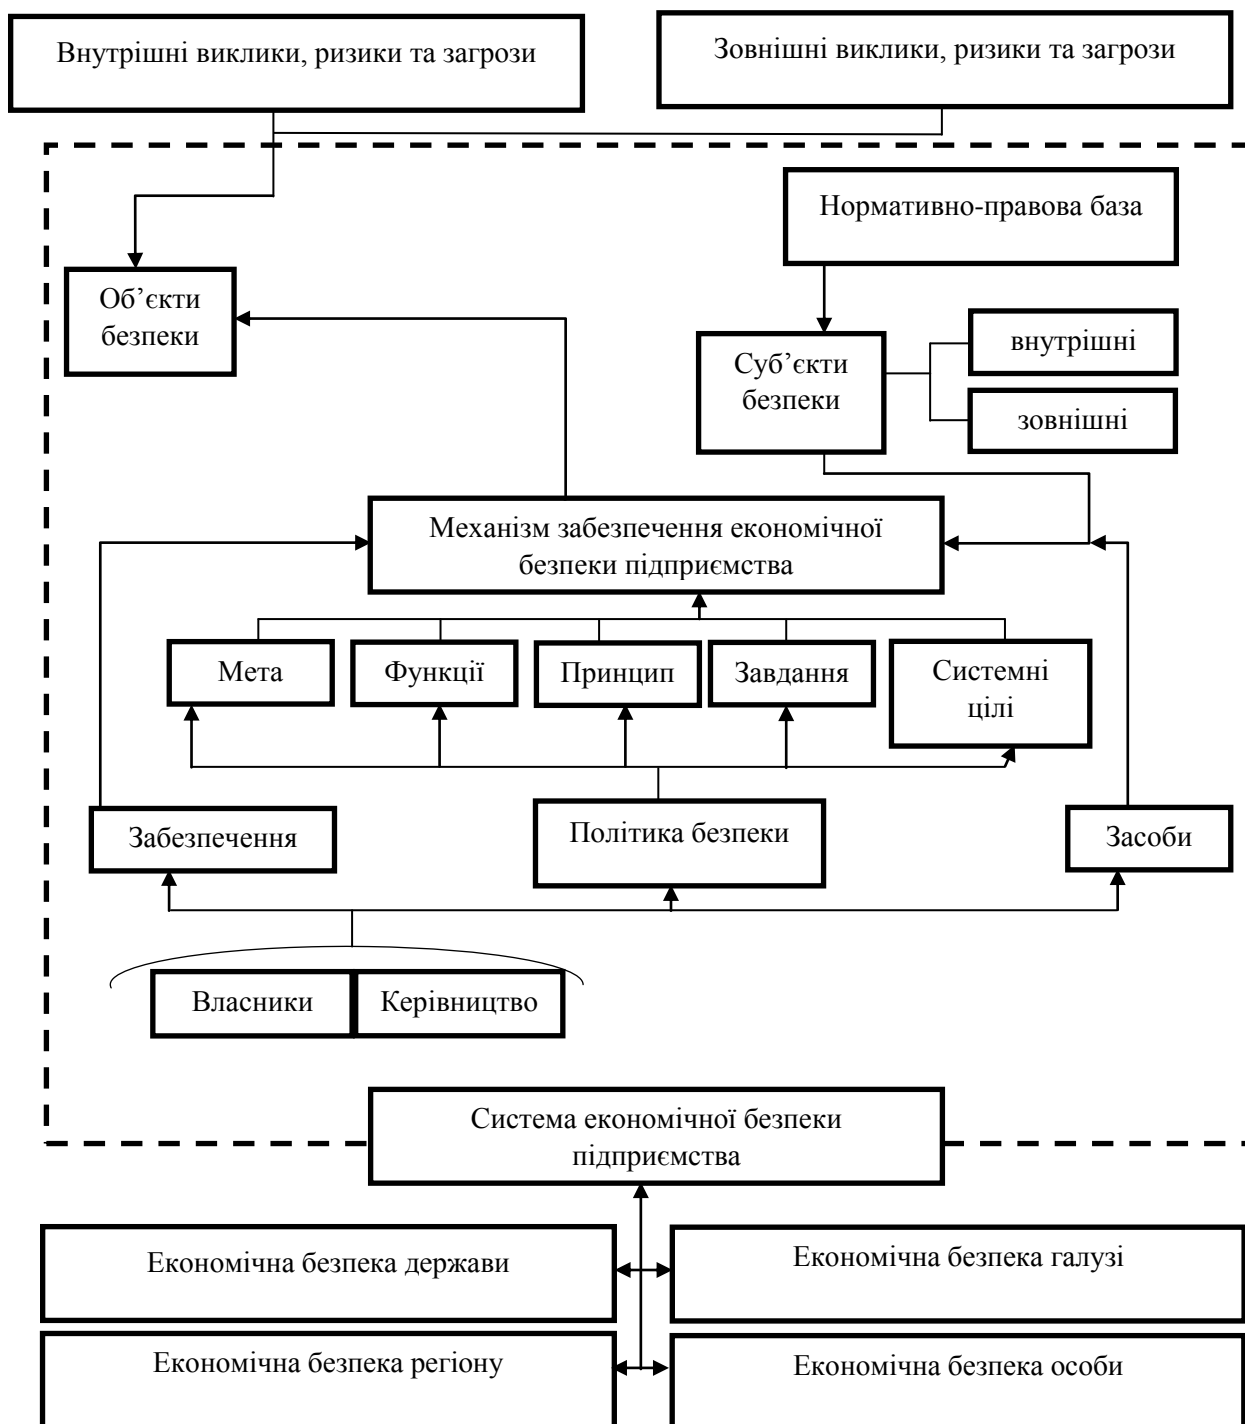 Внутрішні виклики, ризики та загрози
Зовнішні виклики, ризики та загрози
Нормативно-правова база
Об’єкти
безпеки
Суб’єкти
безпеки
внутрішні
зовнішні
Механізм забезпечення економічної
безпеки підприємства
Мета
Функції
Принцип
Завдання
Системні
цілі
Забезпечення
Політика безпеки
Засоби
Власники
Керівництво
Система економічної безпеки
підприємства
Економічна безпека держави
Економічна безпека галузі
Економічна безпека регіону
Економічна безпека особи